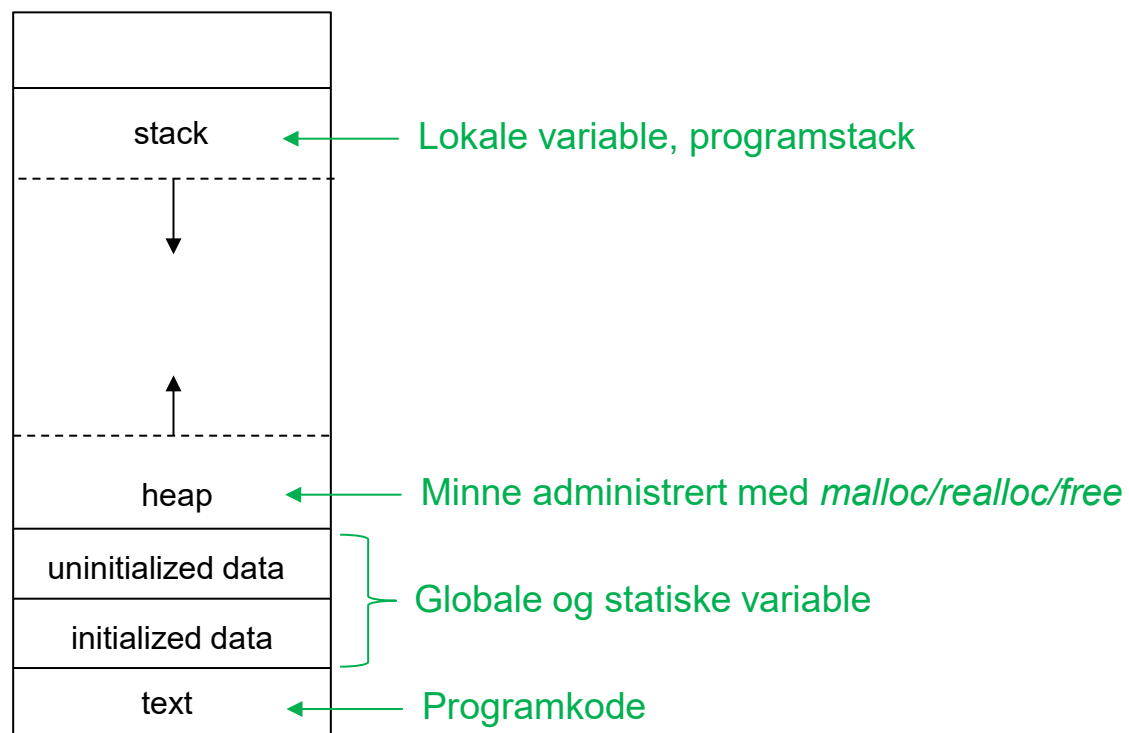 stack
Lokale variable, programstack
heap
Minne administrert med malloc/realloc/free
uninitialized data
Globale og statiske variable
initialized data
text
Programkode